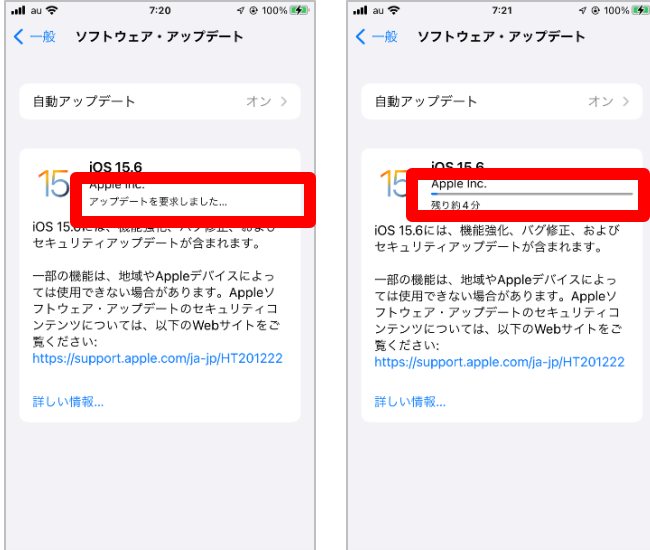 au 7:20 100%
一般 ソフトウェア・アップデート
自動アップデート オン
15
iOS 15.6
Apple Inc.
アップデートを要求しました...
iOS 15.6には、機能強化、バグ修正、および
セキュリティアップデートが含まれます。
一部の機能は、地域やAppleデバイスによっ
ては使用できない場合があります。Appleソ
フトウェア・アップデートのセキュリティコ
ンテンツについては、以下のWebサイトをご
覧ください:
https://support.apple.com/ja-jp/HT201222
詳しい情報...
au 7:21 100%
一般 ソフトウェア・アップデート
自動アップデート オン
15
iOS 15.6
Apple Inc.
残り約4分
iOS 15.6には、機能強化、バグ修正、および
セキュリティアップデートが含まれます。
一部の機能は、地域やAppleデバイスによっ
ては使用できない場合があります。Appleソ
フトウェア・アップデートのセキュリティコ
ンテンツについては、以下のWebサイトをご
覧ください:
https://support.apple.com/ja-jp/HT201222
詳しい情報...